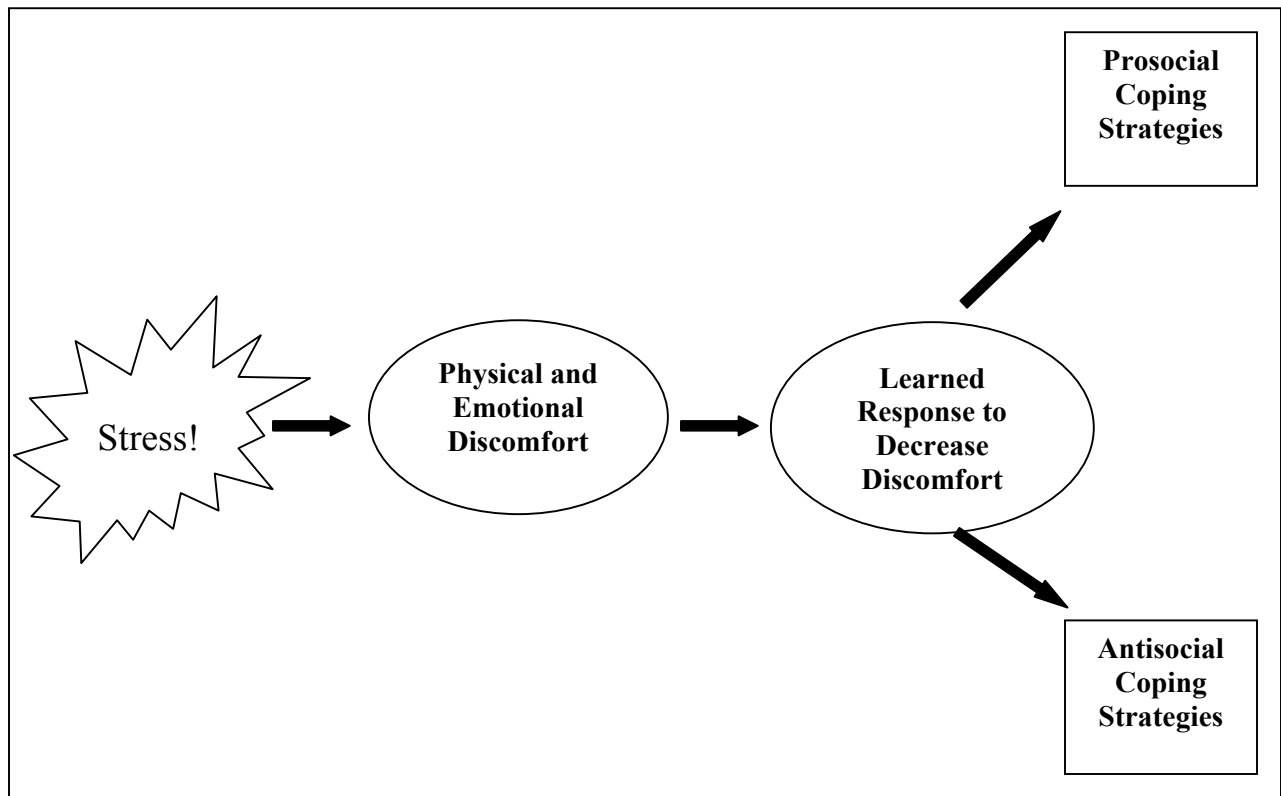 Stress!
Physical and
Emotional
Discomfort
Learned
Response to
Decrease
Discomfort
Prosocial
Coping
Strategies
Antisocial
Coping
Strategies